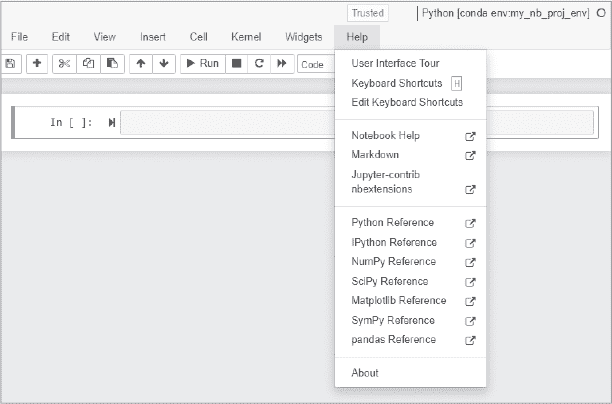 Trusted
Python [conda env:my_nb_proj_env]
File Edit View Insert Cell Kernel Widgets Help
Run Code
User Interface Tour
Keyboard Shortcuts H
Edit Keyboard Shortcuts
In [ ]:
Notebook Help
Markdown
Jupyter-contrib
nbextensions
Python Reference
IPython Reference
NumPy Reference
SciPy Reference
Matplotlib Reference
SymPy Reference
pandas Reference
About